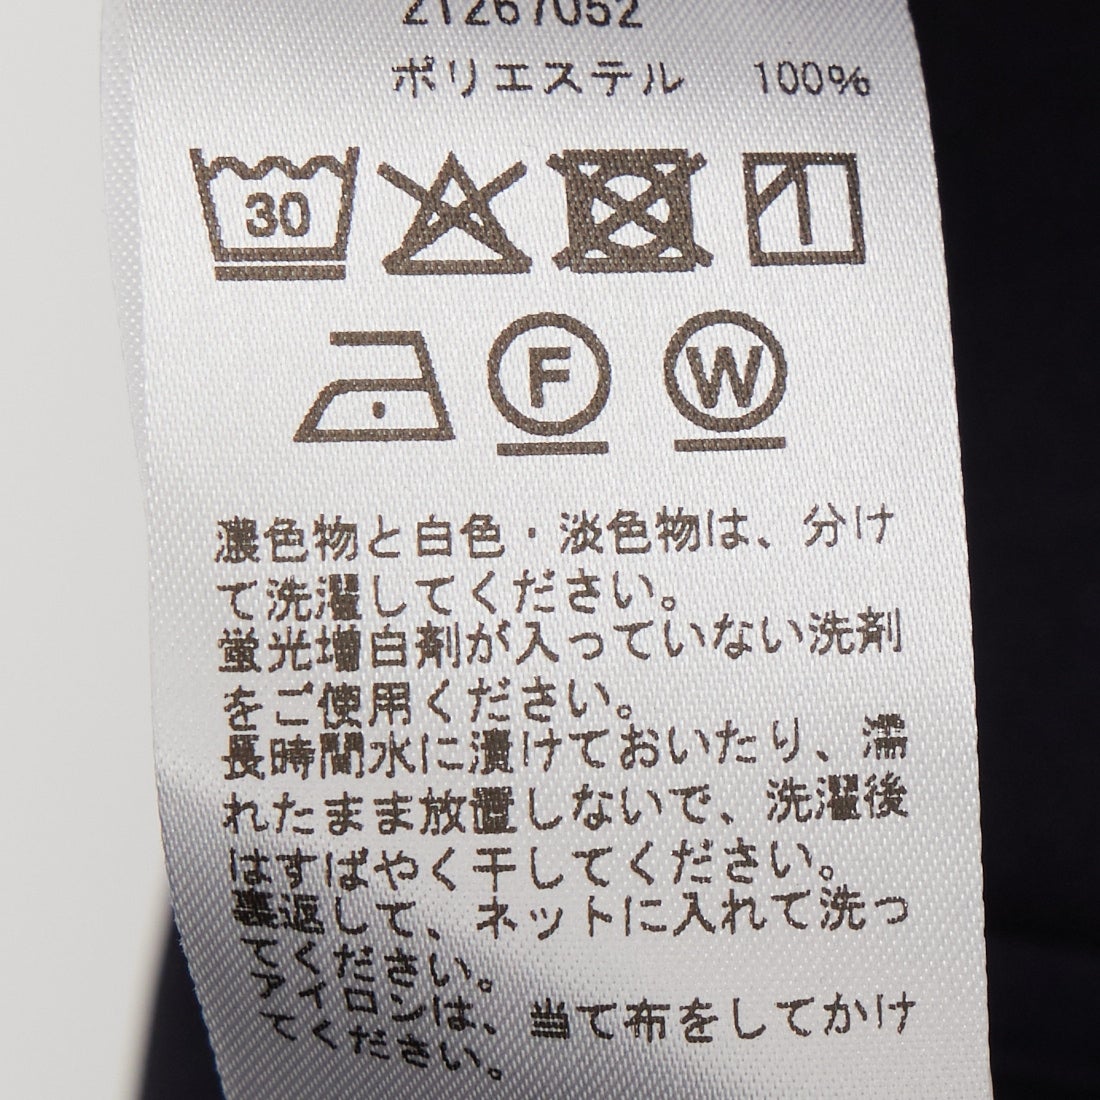 21267052
ポリエステル 100%
30
F W
濃色物と白色・淡色物は、分け
て洗濯してください。
蛍光増白剤が入っていない洗剤
をご使用ください。
長時間水に漬けておいたり、濡
れたまま放置しないで、洗濯後
はすばやく干してください。
裏返して、ネットに入れて洗っ
てください。
アイロンは、当て布をしてかけ
てください。